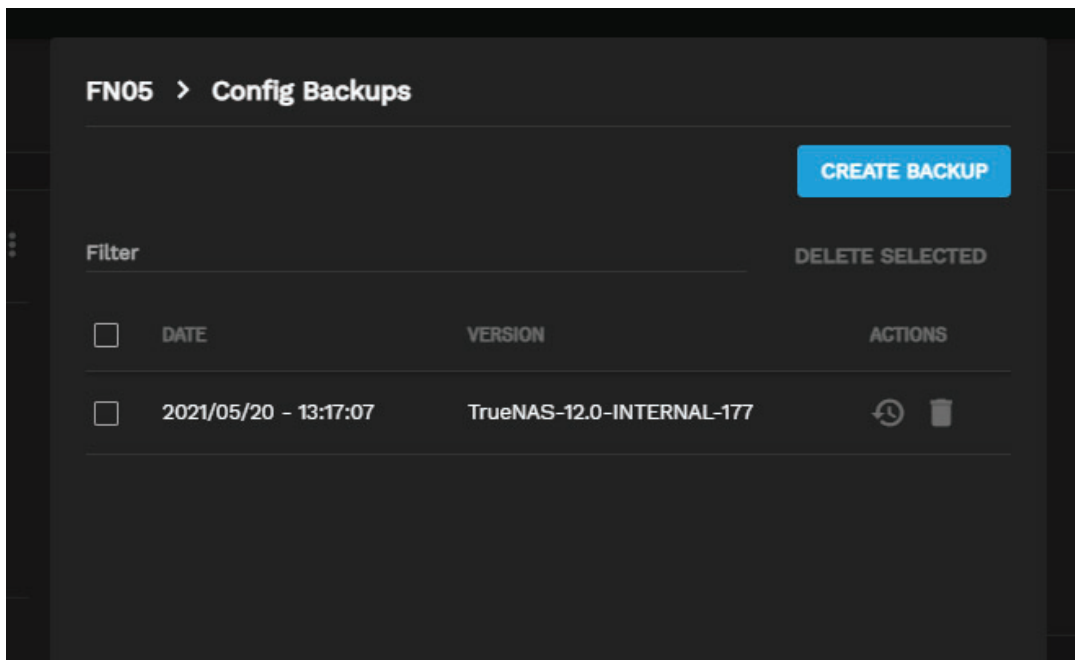 FN05 > Config Backups
CREATE BACKUP
Filter
DELETE SELECTED
DATE VERSION ACTIONS
2021/05/20 - 13:17:07 TrueNAS-12.0-INTERNAL-177